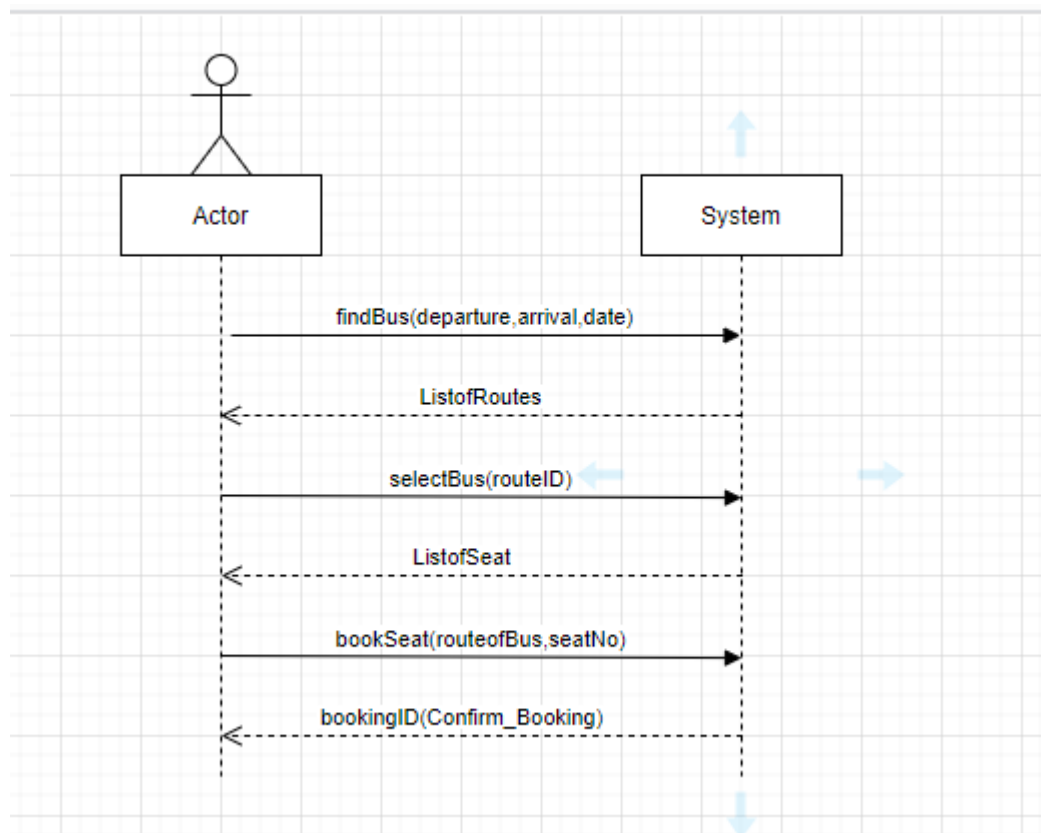 Actor
System
findBus(departure,arrival,date)
ListofRoutes
selectBus(routeID)
ListofSeat
bookSeat(routeofBus,seatNo)
bookingID(Confirm_Booking)